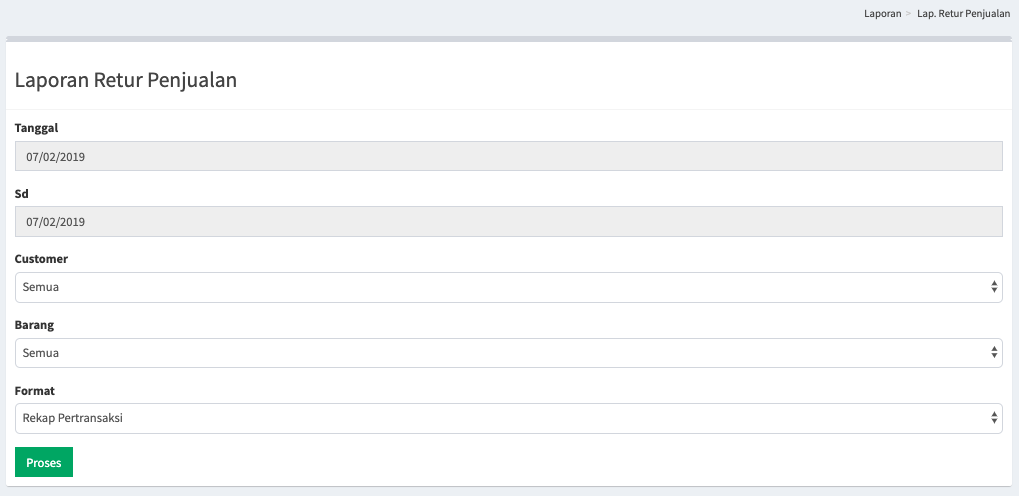 Laporan > Lap. Retur Penjualan
Laporan Retur Penjualan
Tanggal
07/02/2019
Sd
07/02/2019
Customer
Semua
Barang
Semua
Format
Rekap Pertransaksi
Proses